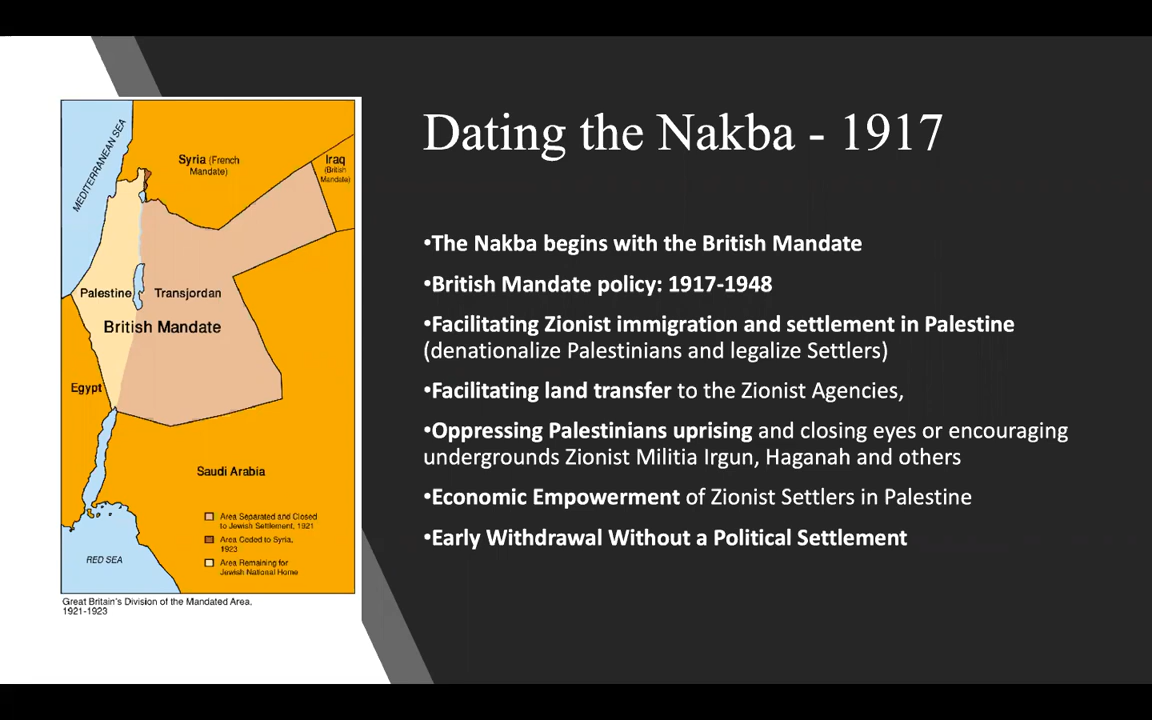 Dating the Nakba - 1917
•The Nakba begins with the British Mandate
•British Mandate policy: 1917-1948
•Facilitating Zionist immigration and settlement in Palestine
(denationalize Palestinians and legalize Settlers)
•Facilitating land transfer to the Zionist Agencies,
•Oppressing Palestinians uprising and closing eyes or encouraging
undergrounds Zionist Militia Irgun, Haganah and others
•Economic Empowerment of Zionist Settlers in Palestine
•Early Withdrawal Without a Political Settlement
MEDITERRANEAN SEA
Syria (French
Mandate)
Iraq
(British
Mandate)
Palestine
Transjordan
British Mandate
Egypt
Saudi Arabia
RED SEA
Area Separated and Closed
to Jewish Settlement, 1921
Area Ceded to Syria,
1923
Area Remaining for
Jewish National Home
Great Britain's Division of the Mandated Area,
1921-1923